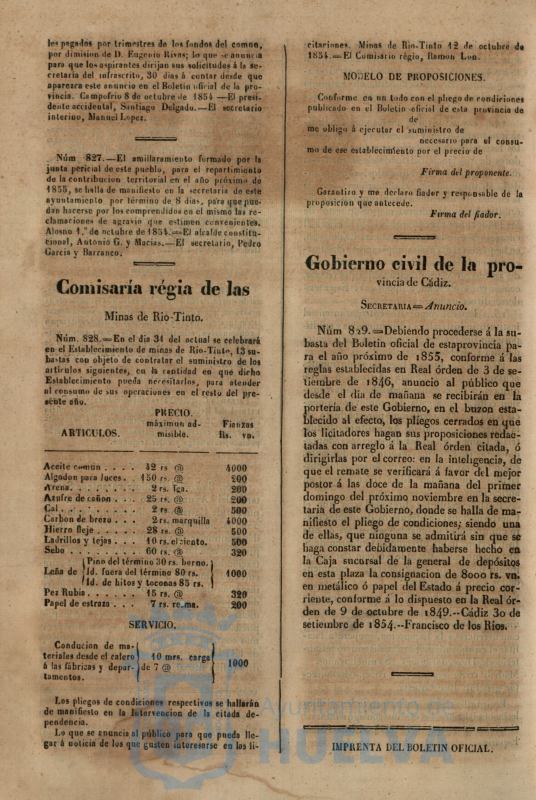 les pagados por trimestres de los fondos del comun,
por dimision de D. Eugenio Rivas; lo que se anuncia
para que los aspirantes dirijan sus solicitudes á la se-
cretaria del infrascrito, 30 dias á contar desde que
aparezca este anuncio en el Boletin oficial de la pro-
vincia. Campofrio 8 de octubre de 1854 —El presi-
dente accidental, Santiago Delgado.—El secretario
interino, Manuel Lopez.
Núm 827.—El amillaramiento formado por la
junta pericial de este pueblo, para el repartimiento
de la contribucion territorial en el año próximo de
1855, se halla de manifiesto en la secretaria de este
ayuntamiento por término de 8 dias, para que pue-
dan hacerse por los comprendidos en el mismo las re-
clamaciones de agravio que estimen convenientes.
Alosno 1.º de octubre de 1854.—El alcalde constitu-
cional, Antonio G. y Macias.—El secretario, Pedro
Garcia y Barranco.
Comisaría régia de las
Minas de Rio-Tinto.
Núm. 828.—En el dia 31 del actual se celebrará
en el Establecimiento de minas de Rio-Tinto, 13 su-
bastas con objeto de contratar el suministro de los
artículos siguientes, en la cantidad en que dicho
Establecimiento pueda necesitarlos, para atender
al consumo de sus operaciones en el resto del pre-
sente año.
PRECIO.
máximun ad- Fianzas
ARTICULOS. misible. Rs. vn.
Aceite comun . . . . 42 rs @ 4000
Algodon para luces. . 150 rs @ 200
Arena. . . . . . . 2 rs. fga. 200
Azufre de cañon . . . 25 rs. @ 200
Cal . . . . . . . 2 rs @ 500
Carbon de brezo . . . 2 rs. marquilla 4000
Hierro fleje. . . . . 28 rs @ 500
Ladrillos y tejas . . . 10 rs. el ciento. 500
Sebo . . . . . . . 60 rs. @ 320
Pino del término 30 rs. horno.
Leña de Id. fuera del término 80 rs. 1000
Id. de hitos y toconas 85 rs.
Pez Rubia . . . . . 15 rs. @ 320
Papel de estraza . . . 7 rs. resma. 200
SERVICIO.
Conducion de ma-
teriales desde el calero 10 mrs. carga
á las fábricas y depar- de 7 @ 1000
tamentos.
Los pliegos de condiciones respectivos se hallarán
de manifiesto en la Intervencion de la citada de-
pendencia.
Lo que se anuncia al público para que pueda lle-
gar á noticia de los que gusten interesarse en las li-
citaciones. Minas de Rio-Tinto 12 de octubre de
1854.—El Comisario régio, Ramon Lon.
MODELO DE PROPOSICIONES.
Conforme en un todo con el pliego de condiciones
publicado en el Boletin oficial de esta provincia de
de
me obligo á ejecutar el suministro de
necesario para el consu-
mo de ese establecimiento por el precio de
Firma del proponente.
Garantizo y me declaro fiador y responsable de la
proposicion que antecede.
Firma del fiador.
Gobierno civil de la pro-
vincia de Cádiz.
SECRETARIA=Anuncio.
Núm 829.=Debiendo procederse á la su-
basta del Boletin oficial de estaprovincia pa-
ra el año próximo de 1855, conforme á las
reglas establecidas en Real órden de 3 de se-
tiembre de 1846, anuncio al público que
desde el dia de mañana se recibirán en la
portería de este Gobierno, en el buzon esta-
blecido al efecto, los pliegos cerrados en que
los licitadores hagan sus proposiciones redac-
tadas con arreglo á la Real órden citada, ó
dirigirlas por el correo: en la inteligencia, de
que el remate se verificará á favor del mejor
postor á las doce de la mañana del primer
domingo del próximo noviembre en la secre-
taria de este Gobierno, donde se halla de ma-
nifiesto el pliego de condiciones; siendo una
de ellas, que ninguna se admitirá sin que se
haga constar debidamente haberse hecho en
la Caja sucursal de la general de depósitos
en esta plaza la consignacion de 8000 rs. vn.
en metálico ó papel del Estado á precio cor-
riente, conforme á lo dispuesto en la Real ór-
den de 9 de octubre de 1849.--Cádiz 30 de
setiembre de 1854.--Francisco de los Rios.
IMPRENTA DEL BOLETIN OFICIAL.
Ayuntamiento de
HUELVA